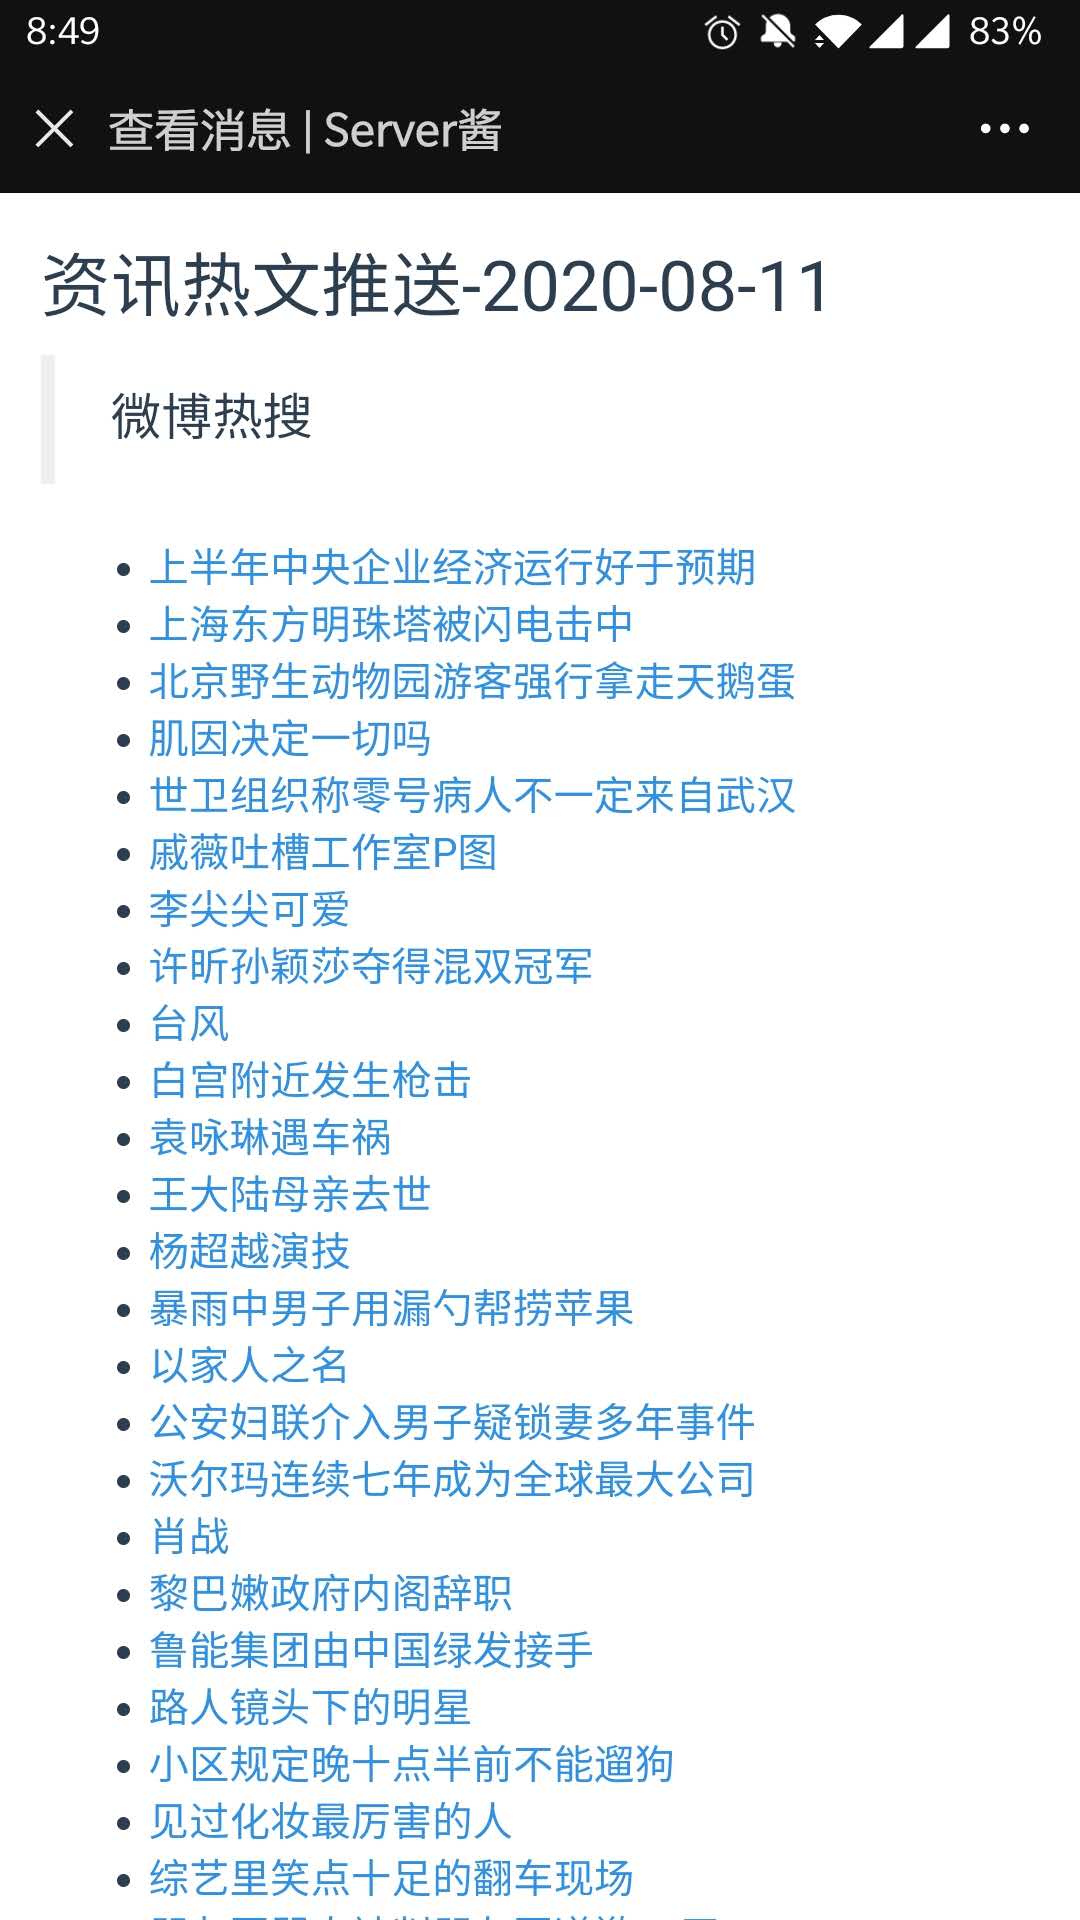 8:49
83%
查看消息 | Server酱
资讯热文推送-2020-08-11
微博热搜
上半年中央企业经济运行好于预期
上海东方明珠塔被闪电击中
北京野生动物园游客强行拿走天鹅蛋
肌因决定一切吗
世卫组织称零号病人不一定来自武汉
戚薇吐槽工作室P图
李尖尖可爱
许昕孙颖莎夺得混双冠军
台风
白宫附近发生枪击
袁咏琳遇车祸
王大陆母亲去世
杨超越演技
暴雨中男子用漏勺帮捞苹果
以家人之名
公安妇联介入男子疑锁妻多年事件
沃尔玛连续七年成为全球最大公司
肖战
黎巴嫩政府内阁辞职
鲁能集团由中国绿发接手
路人镜头下的明星
小区规定晚十点半前不能遛狗
见过化妆最厉害的人
综艺里笑点十足的翻车现场